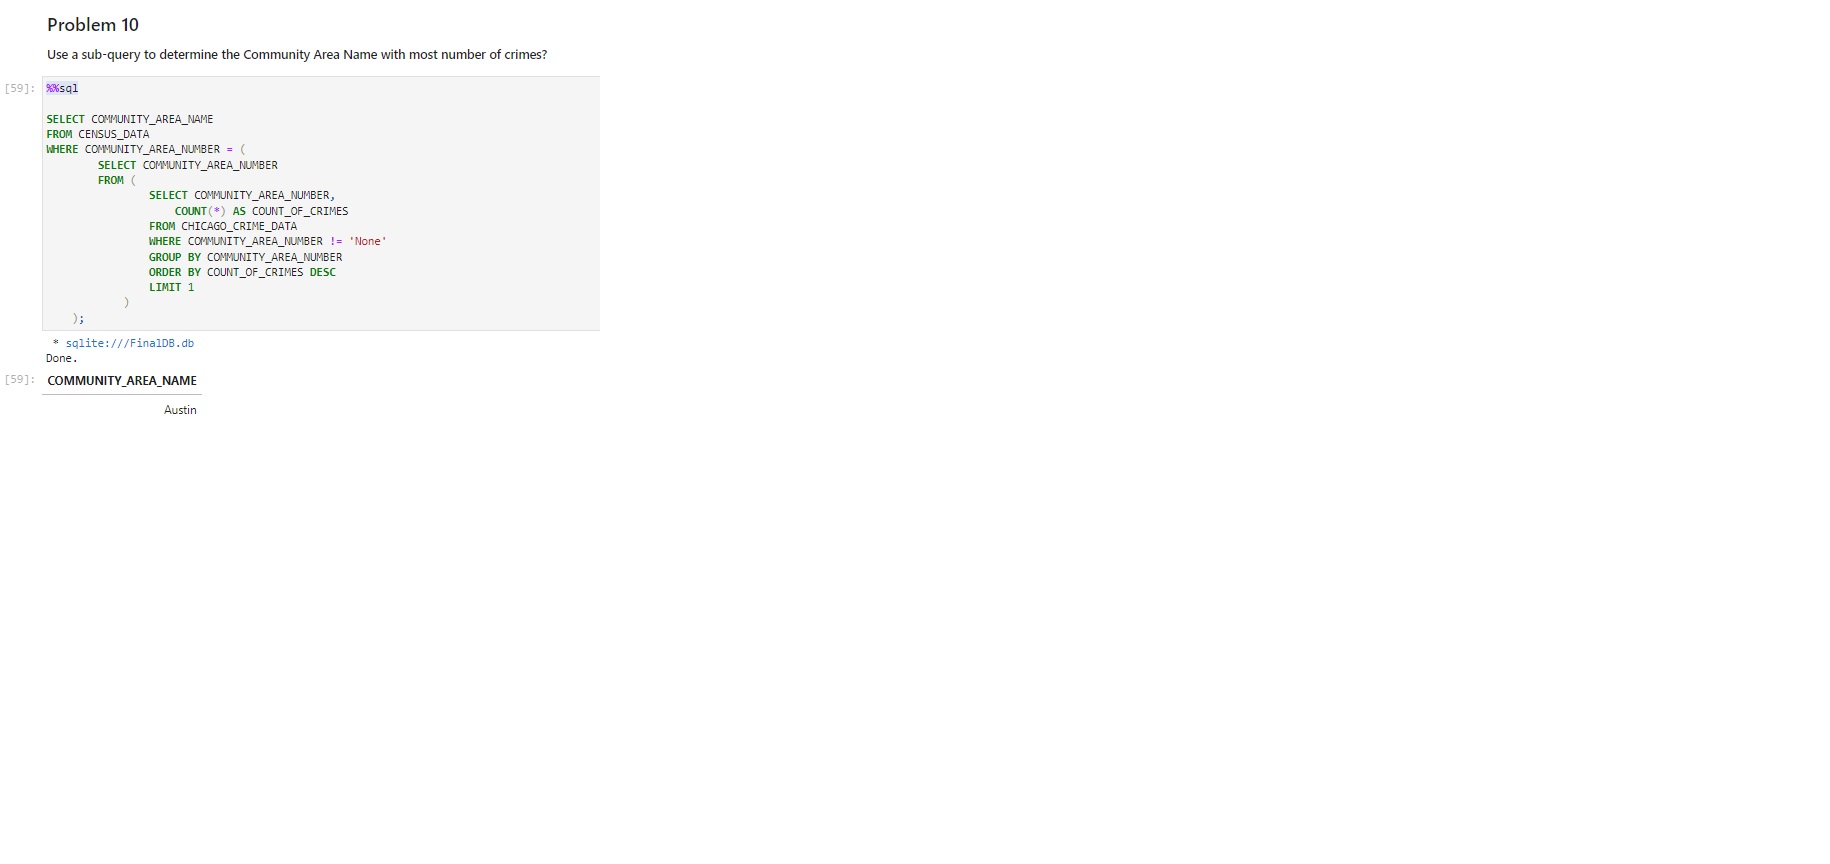 Problem 10
Use a sub-query to determine the Community Area Name with most number of crimes?
[59]: %%sql
SELECT COMMUNITY_AREA_NAME
FROM CENSUS_DATA
WHERE COMMUNITY_AREA_NUMBER = (
SELECT COMMUNITY_AREA_NUMBER
FROM (
SELECT COMMUNITY_AREA_NUMBER,
COUNT(*) AS COUNT_OF_CRIMES
FROM CHICAGO_CRIME_DATA
WHERE COMMUNITY_AREA_NUMBER != 'None'
GROUP BY COMMUNITY_AREA_NUMBER
ORDER BY COUNT_OF_CRIMES DESC
LIMIT 1
)
);
* sqlite:///FinalDB.db
Done.
[59]: COMMUNITY_AREA_NAME
Austin